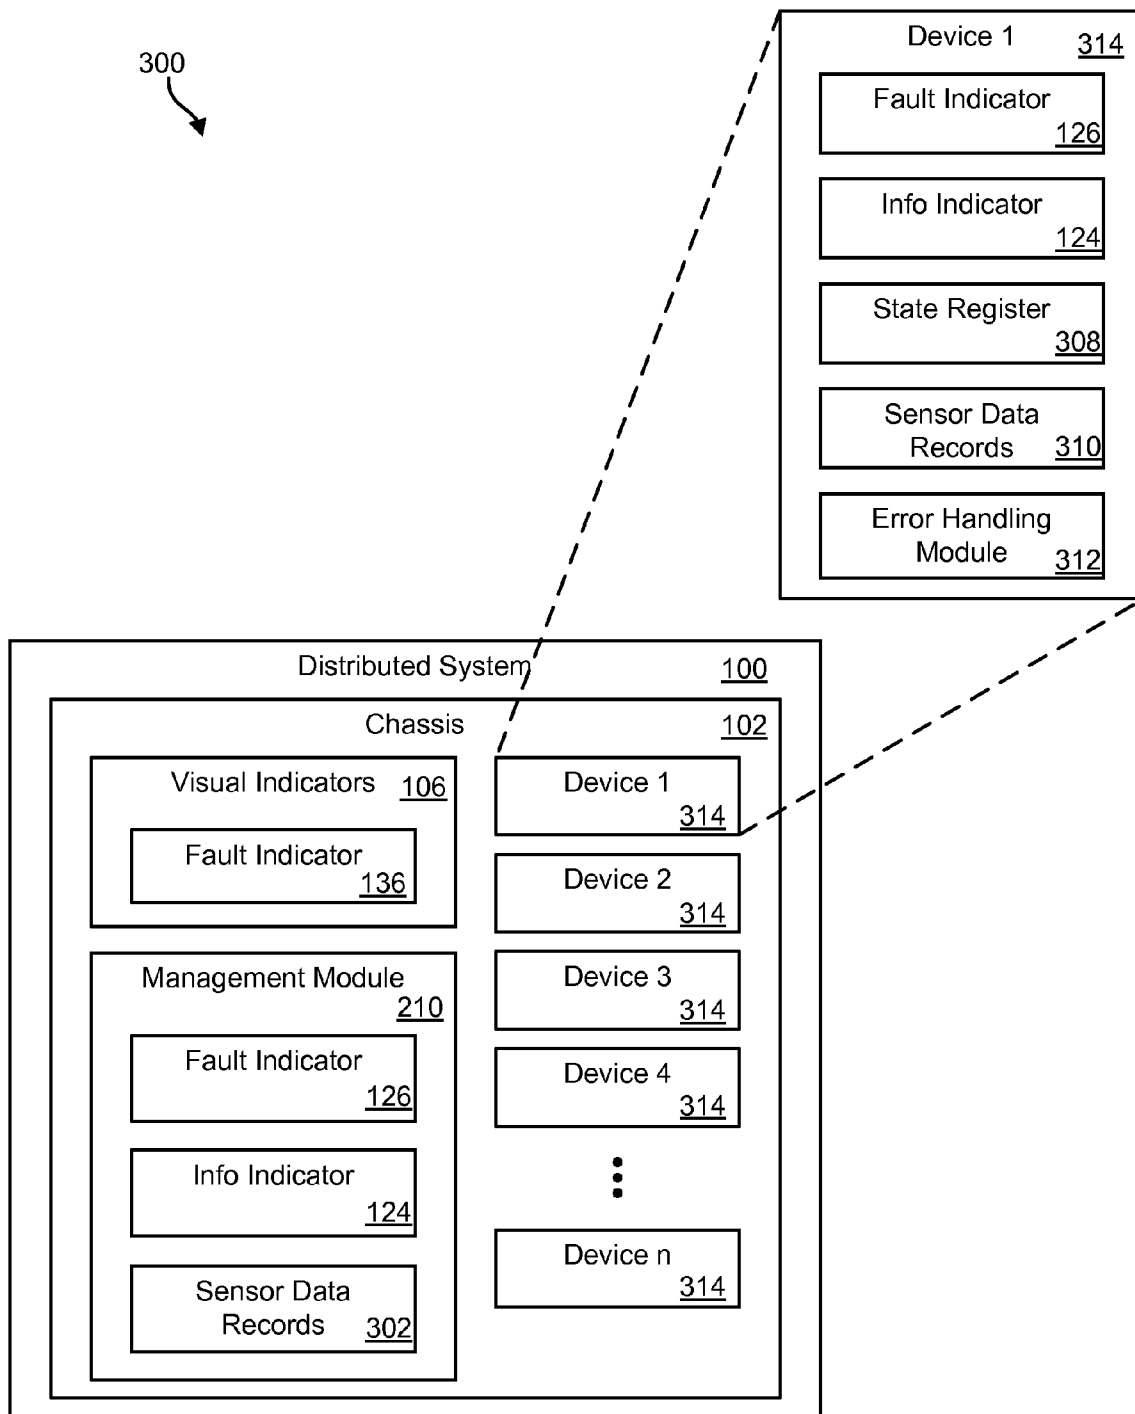 300
Device 1
314
Fault Indicator
126
Info Indicator
124
State Register
308
Sensor Data
Records
310
Error Handling
Module
312
Distributed System
100
Chassis
102
Visual Indicators
106
Fault Indicator
136
Management Module
210
Fault Indicator
126
Info Indicator
124
Sensor Data
Records
302
Device 1
314
Device 2
314
Device 3
314
Device 4
314
Device n
314